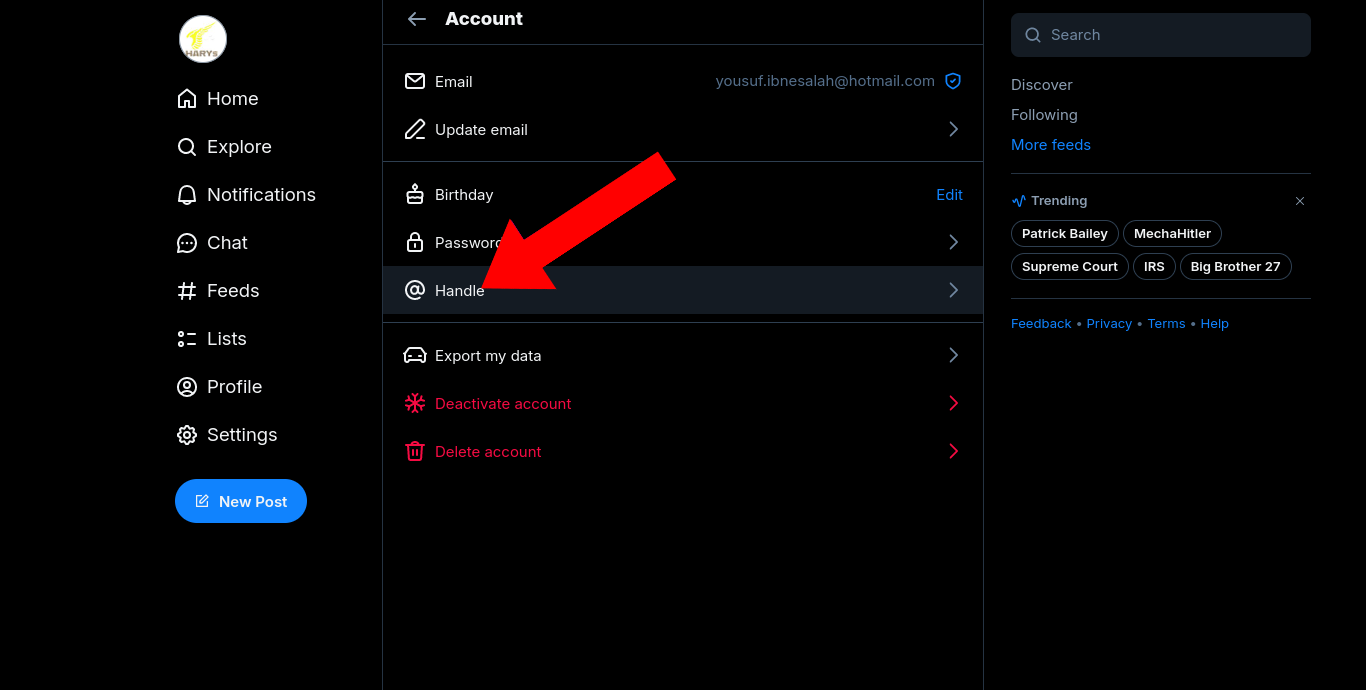 HARYs
Home
Explore
Notifications
Chat
Feeds
Lists
Profile
Settings
New Post
Account
Email yousuf.ibnesalah@hotmail.com
Update email
Birthday Edit
Password
Handle
Export my data
Deactivate account
Delete account
Search
Discover
Following
More feeds
Trending
Patrick Bailey MechaHitler
Supreme Court IRS Big Brother 27
Feedback • Privacy • Terms • Help